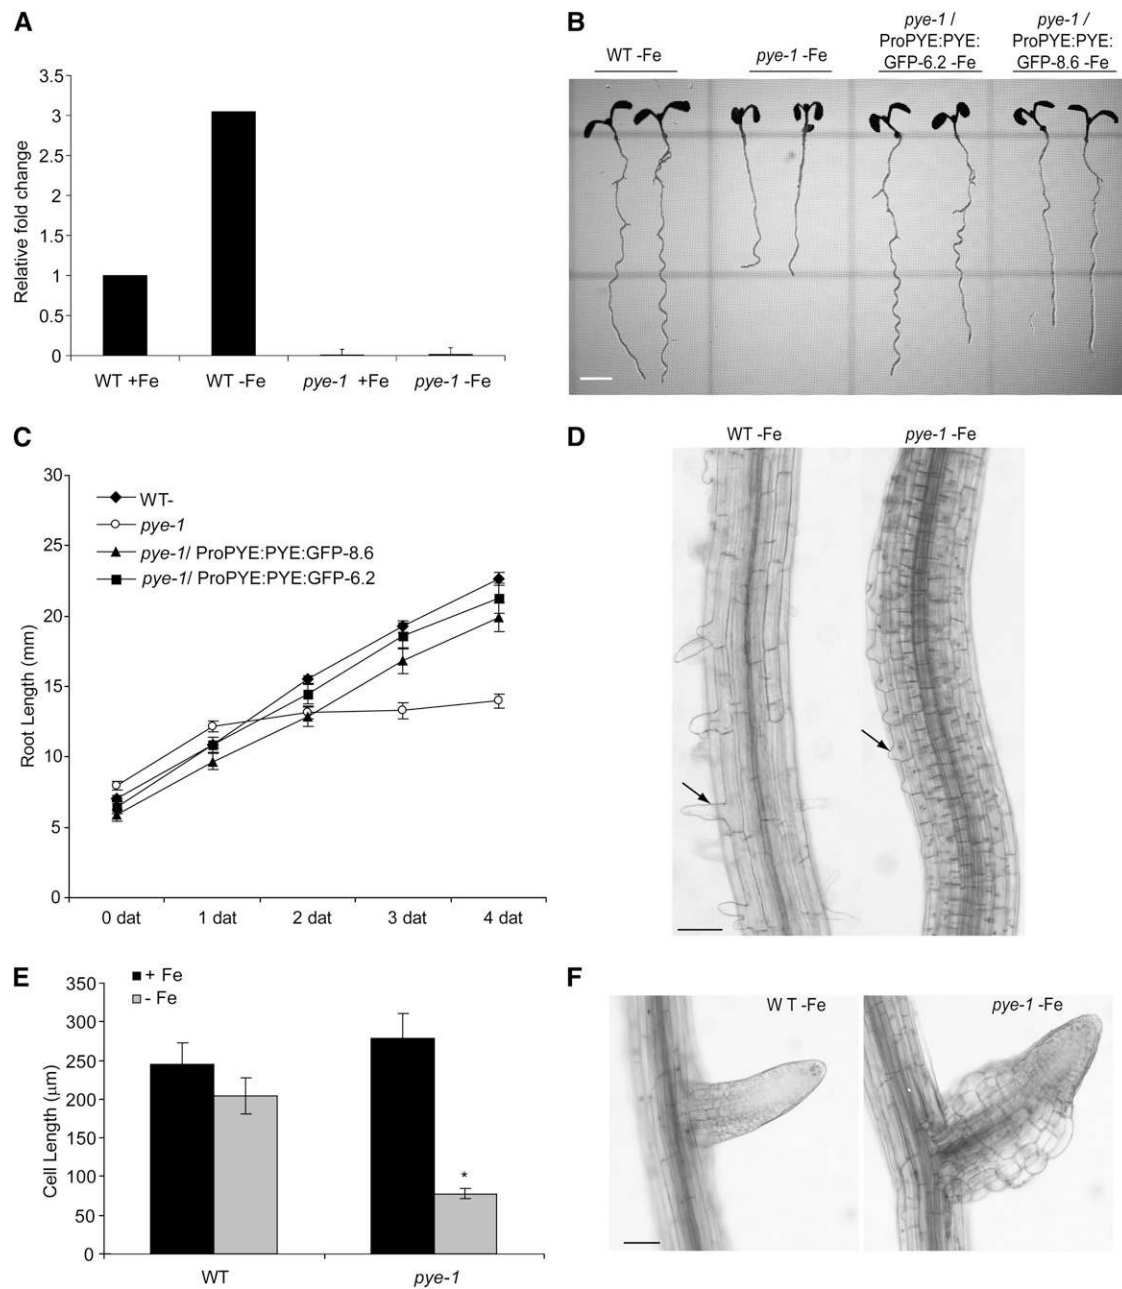 A
Relative fold change
3.5
3
2.5
2
1.5
1
0.5
0
WT +Fe
WT -Fe
pye-1 +Fe
pye-1 -Fe
B
WT -Fe
pye-1 -Fe
pye-1 /
ProPYE:PYE:
GFP-6.2 -Fe
pye-1 /
ProPYE:PYE:
GFP-8.6 -Fe
C
Root Length (mm)
30
25
20
15
10
5
0
WT-
pye-1
pye-1/ ProPYE:PYE:GFP-8.6
pye-1/ ProPYE:PYE:GFP-6.2
0 dat
1 dat
2 dat
3 dat
4 dat
D
WT -Fe
pye-1 -Fe
E
+ Fe
- Fe
Cell Length (μm)
350
300
250
200
150
100
50
0
*
WT
pye-1
F
W T -Fe
pye-1 -Fe